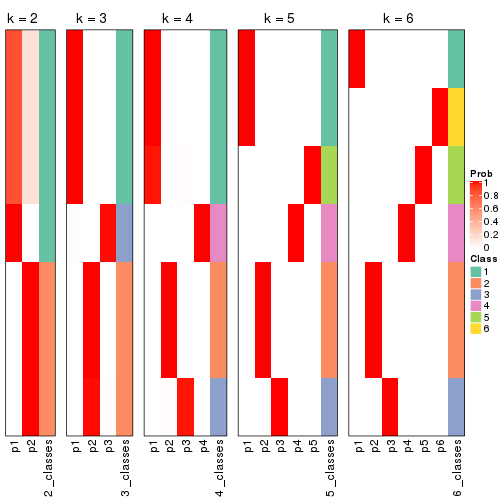 k = 2
k = 3
k = 4
k = 5
k = 6
Prob
1
0.8
0.6
0.4
0.2
0
Class
1
2
3
4
5
6
p1
p2
2_classes
p1
p2
p3
3_classes
p1
p2
p3
p4
4_classes
p1
p2
p3
p4
p5
5_classes
p1
p2
p3
p4
p5
p6
6_classes